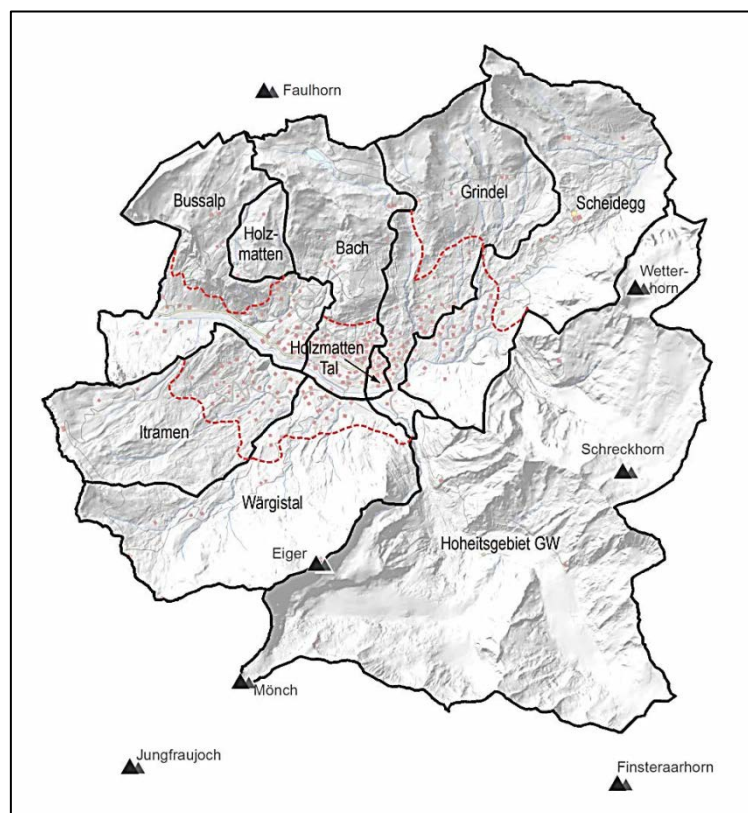 Faulhorn
Grindel
Bussalp
Scheidegg
Holz-
matten
Bach
Wetter-
horn
Holzmatten
Tal
Itramen
Schreckhorn
Wärgistal
Hoheitsgebiet GW
Eiger
Mönch
Jungfraujoch
Finsteraarhorn